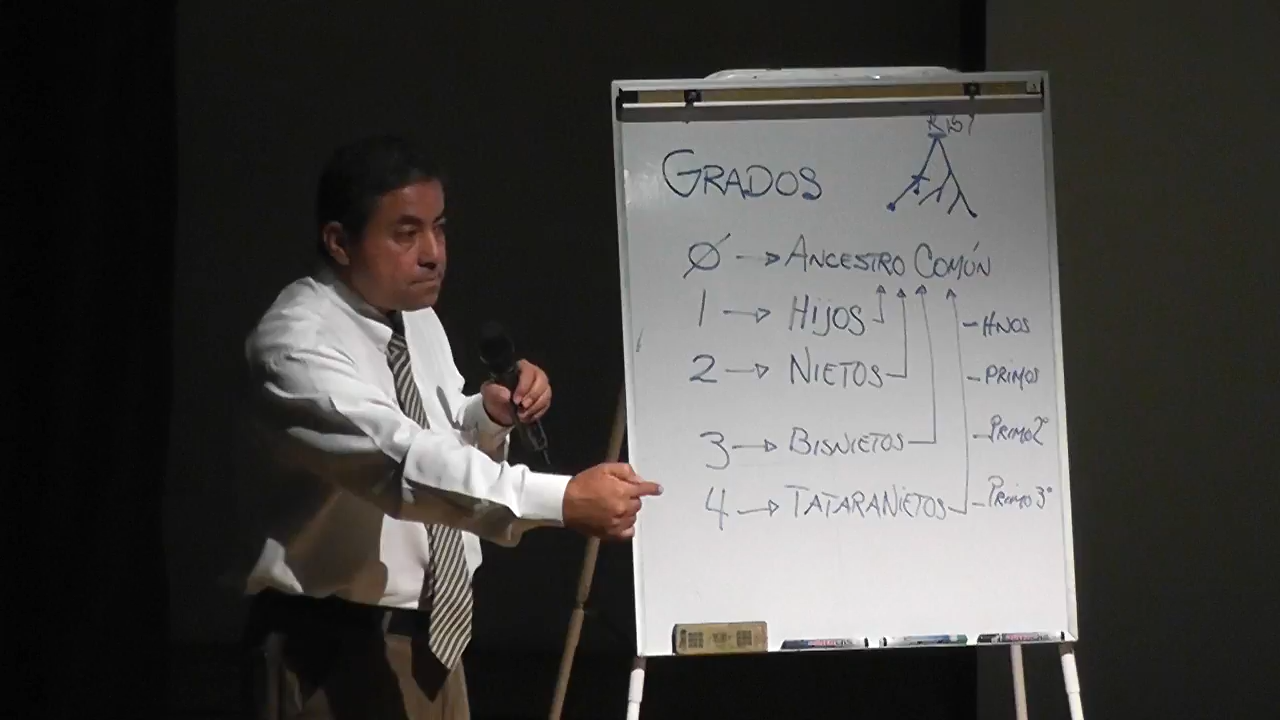 GRADOS
Ø → ANCESTRO COMÚN
1 → HIJOS - HNOS
2 → NIETOS - PRIMOS
3 → BISNIETOS - PRIMO 2°
4 → TATARANIETOS - PRIMO 3°